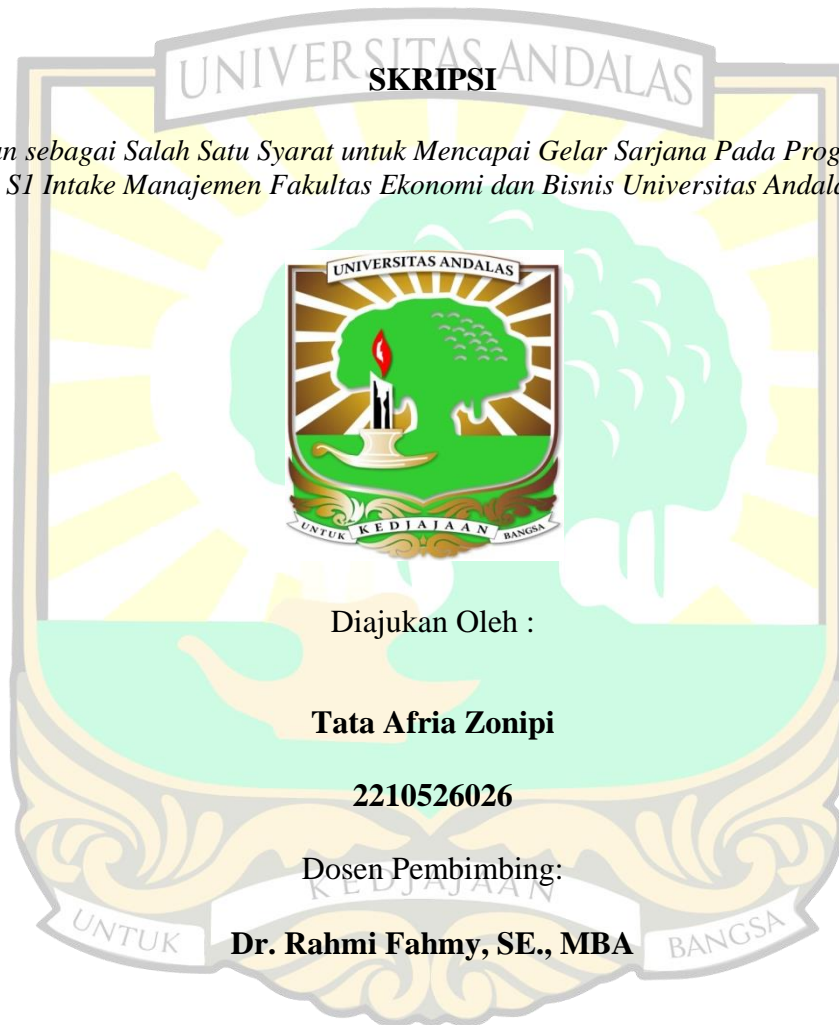 UNIVERSITAS ANDALAS
SKRIPSI
an sebagai Salah Satu Syarat untuk Mencapai Gelar Sarjana Pada Prog
S1 Intake Manajemen Fakultas Ekonomi dan Bisnis Universitas Andala
UNIVERSITAS ANDALAS
UNTUK KEDJAJAAN BANGSA
Diajukan Oleh :
Tata Afria Zonipi
2210526026
Dosen Pembimbing:
KEDJAJAAN
UNTUK BANGSA
Dr. Rahmi Fahmy, SE., MBA